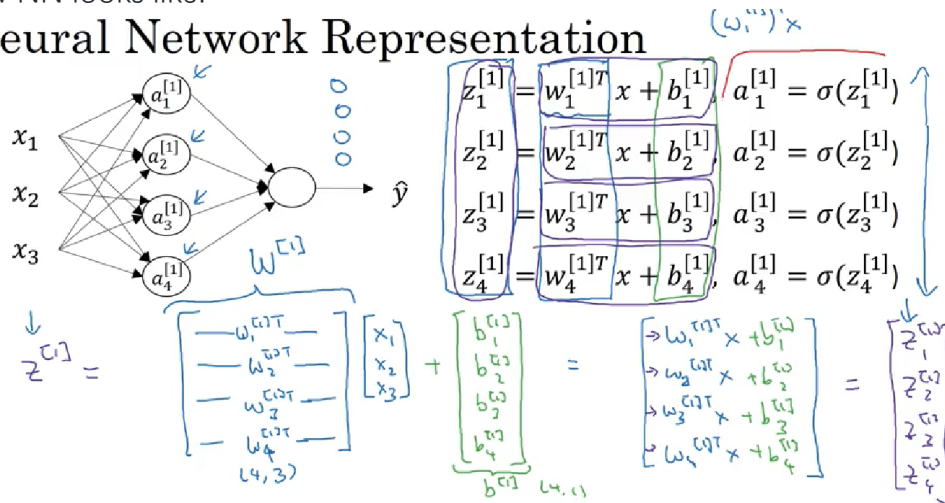 eural Network Representation
(w₁^[1])ᵀx
x₁
x₂
x₃
a₁^[1]
a₂^[1]
a₃^[1]
a₄^[1]
ŷ
z₁^[1] = w₁^[1]T x + b₁^[1], a₁^[1] = σ(z₁^[1])
z₂^[1] = w₂^[1]T x + b₂^[1], a₂^[1] = σ(z₂^[1])
z₃^[1] = w₃^[1]T x + b₃^[1], a₃^[1] = σ(z₃^[1])
z₄^[1] = w₄^[1]T x + b₄^[1], a₄^[1] = σ(z₄^[1])
W^[1]
z^[1] = [ —w₁^[1]T— —w₂^[1]T— —w₃^[1]T— —w₄^[1]T— ] [ x₁ x₂ x₃ ] + [ b₁^[1] b₂^[1] b₃^[1] b₄^[1] ] = [ →w₁^[1]T x + b₁^[1] →w₂^[1]T x + b₂^[1] →w₃^[1]T x + b₃^[1] →w₄^[1]T x + b₄^[1] ] = [ z₁^[1] z₂^[1] z₃^[1] z₄^[1]
(4,3)
b^[1] (4,1)